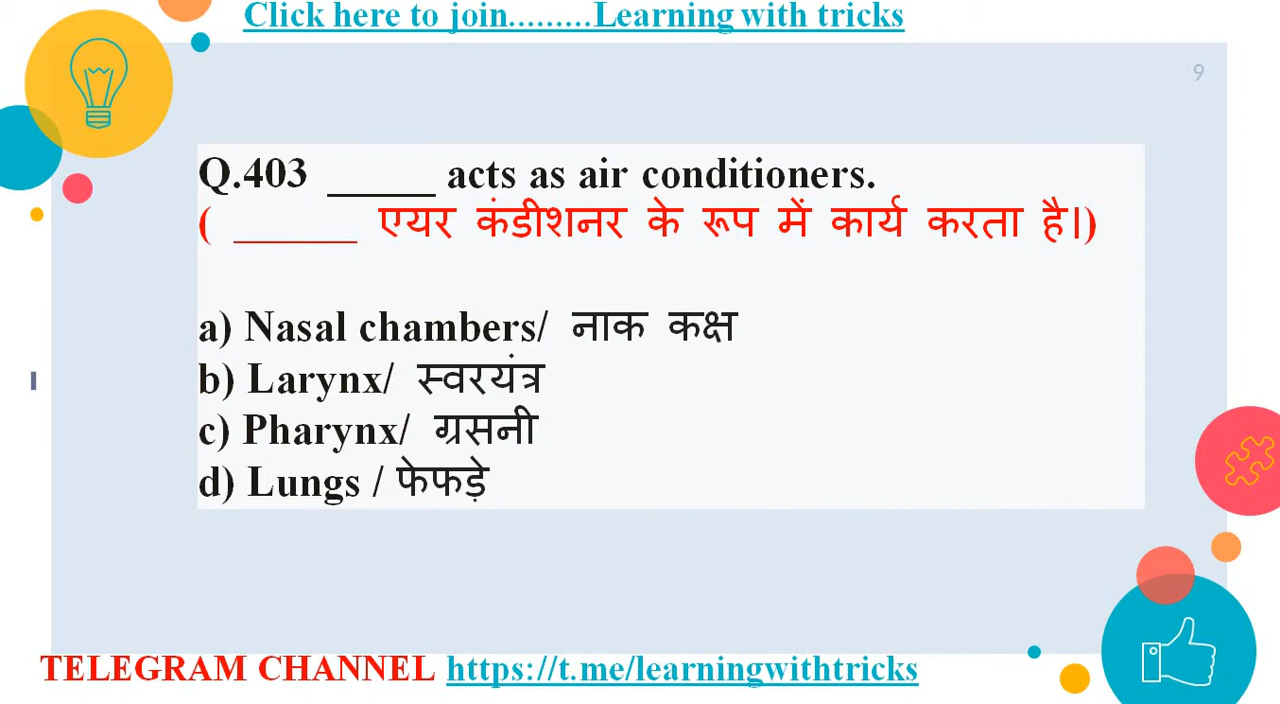 Click here to join.........Learning with tricks
9
Q.403 _____ acts as air conditioners.
( ______ एयर कंडीशनर के रूप में कार्य करता है।)
a) Nasal chambers/ नाक कक्ष
b) Larynx/ स्वरयंत्र
c) Pharynx/ ग्रसनी
d) Lungs / फेफड़े
TELEGRAM CHANNEL https://t.me/learningwithtricks